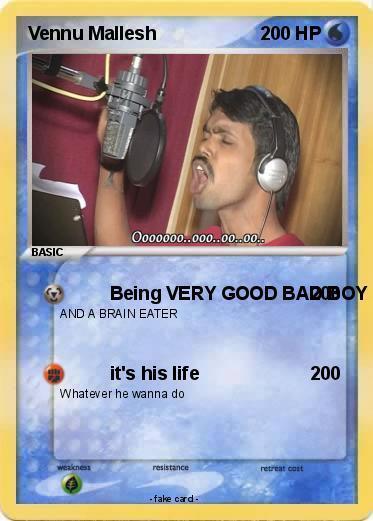 Vennu Mallesh 200 HP
Ooooooo..ooo..oo..oo..
BASIC
Being VERY GOOD BAD BOY
AND A BRAIN EATER
it's his life 200
Whatever he wanna do
weakness resistance retreat cost
- fake card -